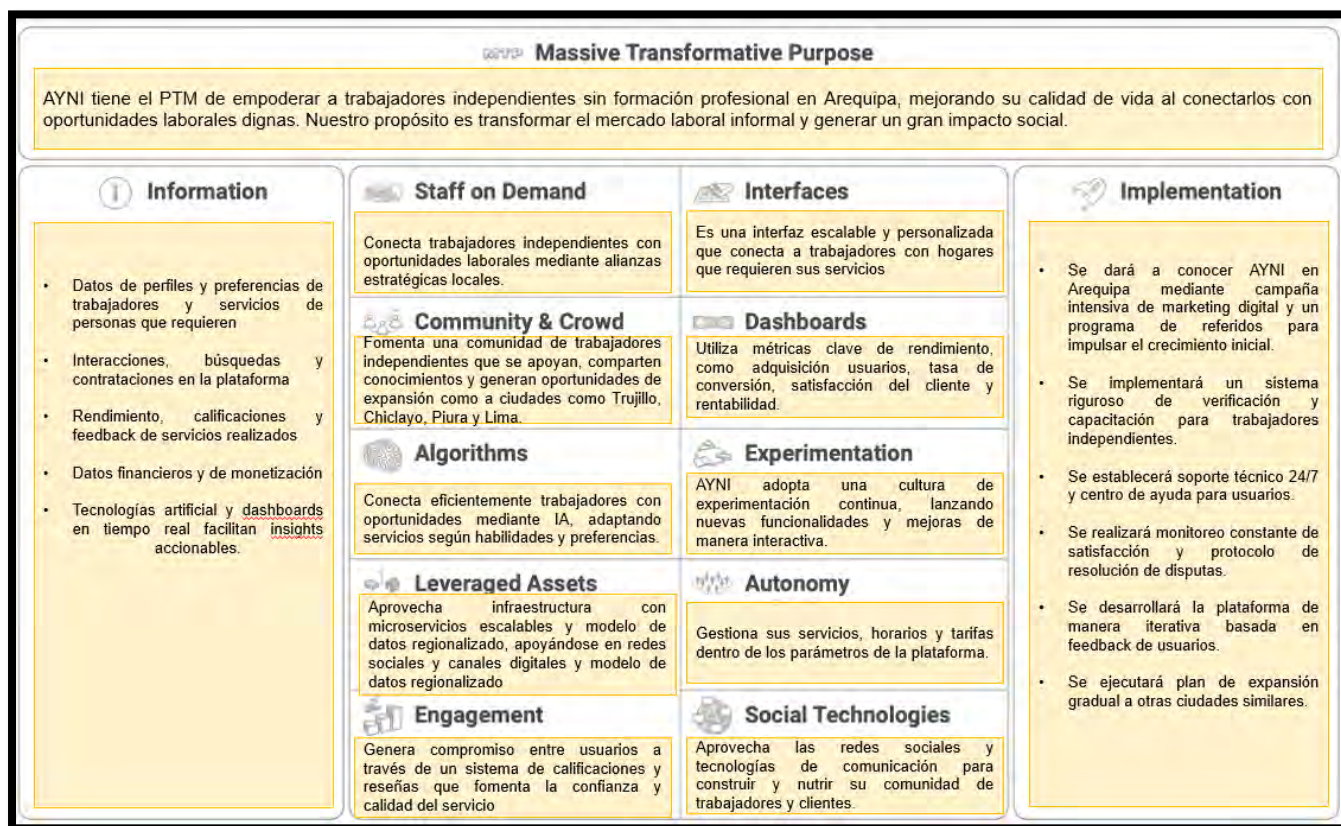 MTP Massive Transformative Purpose
AYNI tiene el PTM de empoderar a trabajadores independientes sin formación profesional en Arequipa, mejorando su calidad de vida al conectarlos con
oportunidades laborales dignas. Nuestro propósito es transformar el mercado laboral informal y generar un gran impacto social.
Information
• Datos de perfiles y preferencias de
trabajadores y servicios de
personas que requieren
• Interacciones, búsquedas y
contrataciones en la plataforma
• Rendimiento, calificaciones y
feedback de servicios realizados
• Datos financieros y de monetización
• Tecnologías artificial y dashboards
en tiempo real facilitan insights
accionables.
Staff on Demand
Conecta trabajadores independientes con
oportunidades laborales mediante alianzas
estratégicas locales.
Interfaces
Es una interfaz escalable y personalizada
que conecta a trabajadores con hogares
que requieren sus servicios
Community & Crowd
Fomenta una comunidad de trabajadores
independientes que se apoyan, comparten
conocimientos y generan oportunidades de
expansión como a ciudades como Trujillo,
Chiclayo, Piura y Lima.
Dashboards
Utiliza métricas clave de rendimiento,
como adquisición usuarios, tasa de
conversión, satisfacción del cliente y
rentabilidad.
Algorithms
Conecta eficientemente trabajadores con
oportunidades mediante IA, adaptando
servicios según habilidades y preferencias.
Experimentation
AYNI adopta una cultura de
experimentación continua, lanzando
nuevas funcionalidades y mejoras de
manera interactiva.
Leveraged Assets
Aprovecha infraestructura con
microservicios escalables y modelo de
datos regionalizado, apoyándose en redes
sociales y canales digitales y modelo de
datos regionalizado
Autonomy
Gestiona sus servicios, horarios y tarifas
dentro de los parámetros de la plataforma.
Engagement
Genera compromiso entre usuarios a
través de un sistema de calificaciones y
reseñas que fomenta la confianza y
calidad del servicio
Social Technologies
Aprovecha las redes sociales y
tecnologías de comunicación para
construir y nutrir su comunidad de
trabajadores y clientes.
Implementation
• Se dará a conocer AYNI en
Arequipa mediante campaña
intensiva de marketing digital y un
programa de referidos para
impulsar el crecimiento inicial.
• Se implementará un sistema
riguroso de verificación y
capacitación para trabajadores
independientes.
• Se establecerá soporte técnico 24/7
y centro de ayuda para usuarios.
• Se realizará monitoreo constante de
satisfacción y protocolo de
resolución de disputas.
• Se desarrollará la plataforma de
manera iterativa basada en
feedback de usuarios.
• Se ejecutará plan de expansión
gradual a otras ciudades similares.